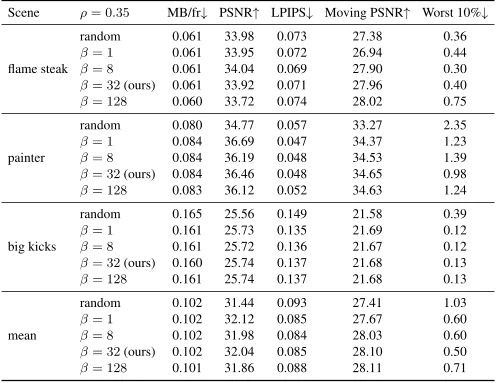 Scene ρ = 0.35 MB/fr↓ PSNR↑ LPIPS↓ Moving PSNR↑ Worst 10%↓
random 0.061 33.98 0.073 27.38 0.36
β = 1 0.061 33.95 0.072 26.94 0.44
flame steak β = 8 0.061 34.04 0.069 27.90 0.30
β = 32 (ours) 0.061 33.92 0.071 27.96 0.40
β = 128 0.060 33.72 0.074 28.02 0.75
random 0.080 34.77 0.057 33.27 2.35
β = 1 0.084 36.69 0.047 34.37 1.23
painter β = 8 0.084 36.19 0.048 34.53 1.39
β = 32 (ours) 0.084 36.46 0.048 34.65 0.98
β = 128 0.083 36.12 0.052 34.63 1.24
random 0.165 25.56 0.149 21.58 0.39
β = 1 0.161 25.73 0.135 21.69 0.12
big kicks β = 8 0.161 25.72 0.136 21.67 0.12
β = 32 (ours) 0.160 25.74 0.137 21.68 0.13
β = 128 0.161 25.74 0.137 21.68 0.13
random 0.102 31.44 0.093 27.41 1.03
β = 1 0.102 32.12 0.085 27.67 0.60
mean β = 8 0.102 31.98 0.084 28.03 0.60
β = 32 (ours) 0.102 32.04 0.085 28.10 0.50
β = 128 0.101 31.86 0.088 28.11 0.71